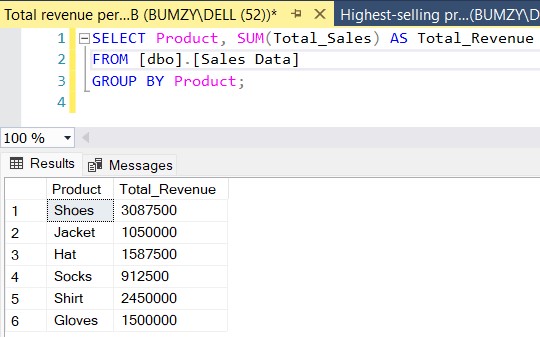 Total revenue per...B (BUMZY\DELL (52))* Highest-selling pr...(BUMZY\D
1 SELECT Product, SUM(Total_Sales) AS Total_Revenue
2 FROM [dbo].[Sales Data]
3 GROUP BY Product;
4
100 %
Results Messages
Product Total_Revenue
1 Shoes 3087500
2 Jacket 1050000
3 Hat 1587500
4 Socks 912500
5 Shirt 2450000
6 Gloves 1500000